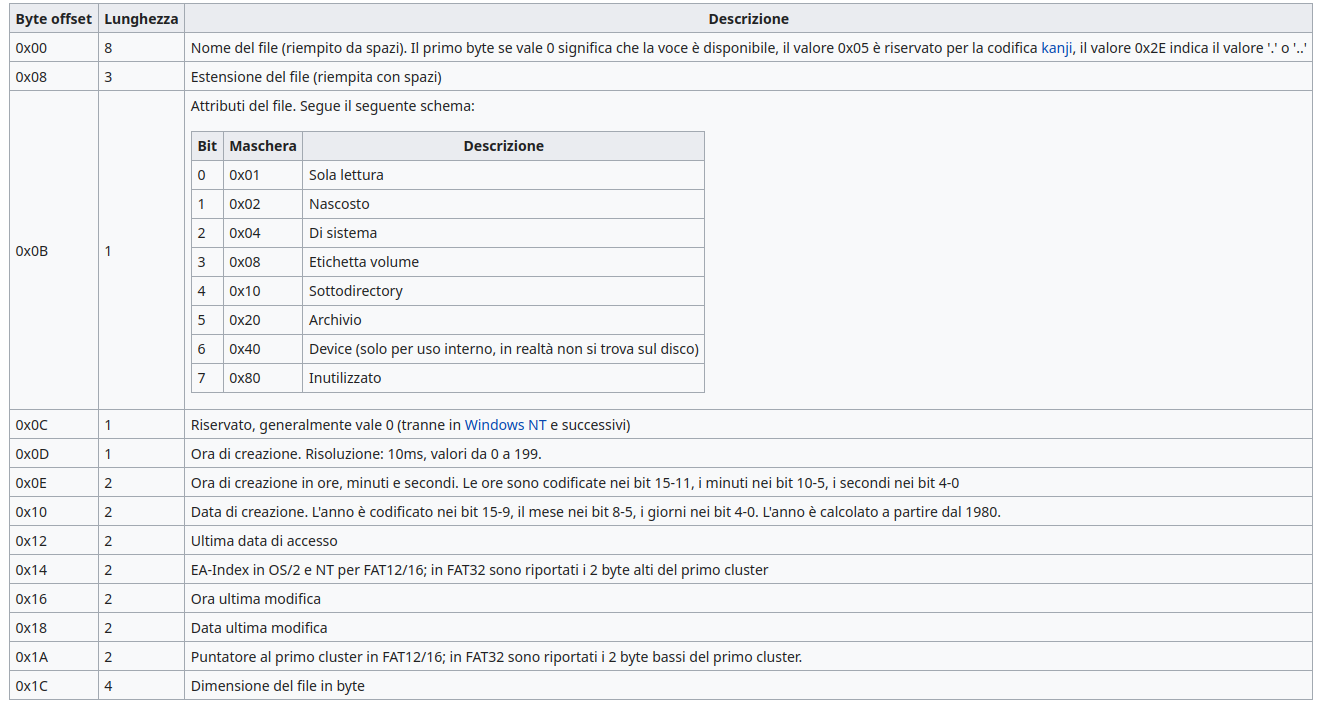 Byte offset Lunghezza Descrizione
0x00 8 Nome del file (riempito da spazi). Il primo byte se vale 0 significa che la voce è disponibile, il valore 0x05 è riservato per la codifica kanji, il valore 0x2E indica il valore '.' o '..'
0x08 3 Estensione del file (riempita con spazi)
0x0B 1 Attributi del file. Segue il seguente schema:
Bit Maschera Descrizione
0 0x01 Sola lettura
1 0x02 Nascosto
2 0x04 Di sistema
3 0x08 Etichetta volume
4 0x10 Sottodirectory
5 0x20 Archivio
6 0x40 Device (solo per uso interno, in realtà non si trova sul disco)
7 0x80 Inutilizzato
0x0C 1 Riservato, generalmente vale 0 (tranne in Windows NT e successivi)
0x0D 1 Ora di creazione. Risoluzione: 10ms, valori da 0 a 199.
0x0E 2 Ora di creazione in ore, minuti e secondi. Le ore sono codificate nei bit 15-11, i minuti nei bit 10-5, i secondi nei bit 4-0
0x10 2 Data di creazione. L'anno è codificato nei bit 15-9, il mese nei bit 8-5, i giorni nei bit 4-0. L'anno è calcolato a partire dal 1980.
0x12 2 Ultima data di accesso
0x14 2 EA-Index in OS/2 e NT per FAT12/16; in FAT32 sono riportati i 2 byte alti del primo cluster
0x16 2 Ora ultima modifica
0x18 2 Data ultima modifica
0x1A 2 Puntatore al primo cluster in FAT12/16; in FAT32 sono riportati i 2 byte bassi del primo cluster.
0x1C 4 Dimensione del file in byte